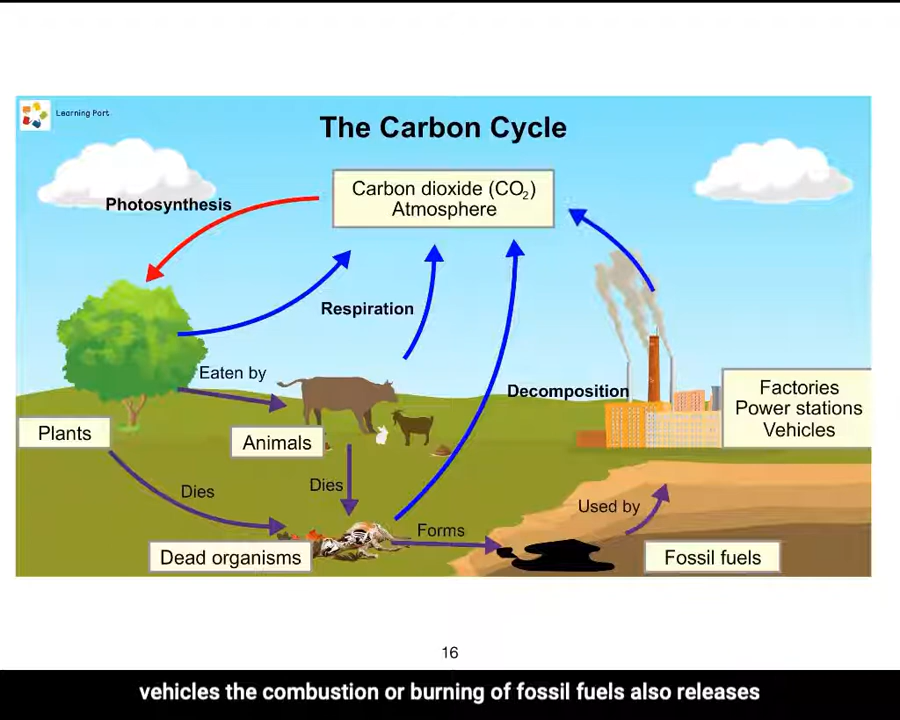 Learning Port
The Carbon Cycle
Carbon dioxide (CO₂)
Atmosphere
Photosynthesis
Respiration
Eaten by
Decomposition
Factories
Power stations
Vehicles
Plants
Animals
Dies
Dies
Forms
Used by
Dead organisms
Fossil fuels
16
vehicles the combustion or burning of fossil fuels also releases